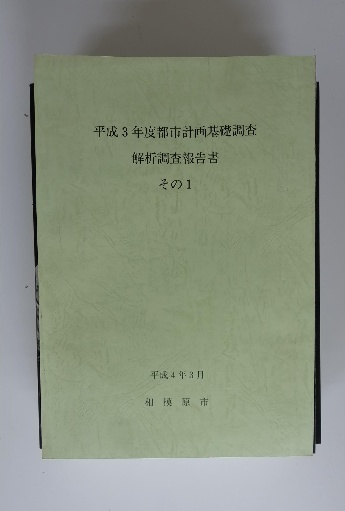 平成3年度都市計画基礎調査
解析調査報告書
その1
平成4年3月
相模原市